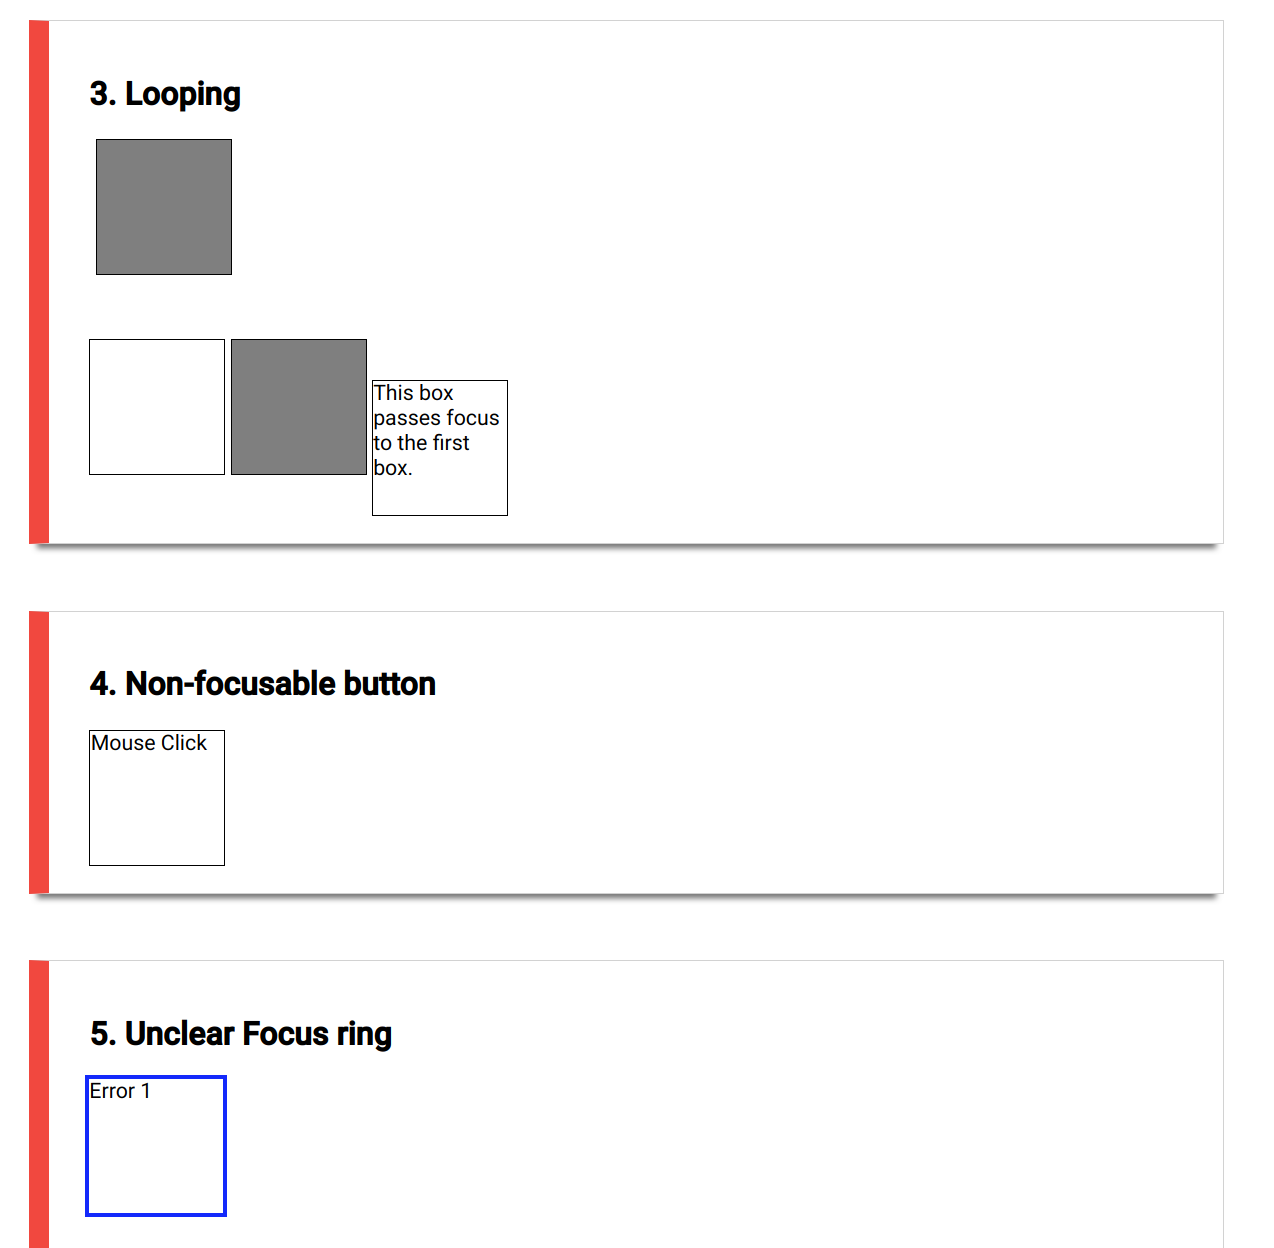 3. Looping
This box
passes focus
to the first
box.
4. Non-focusable button
Mouse Click
5. Unclear Focus ring
Error 1